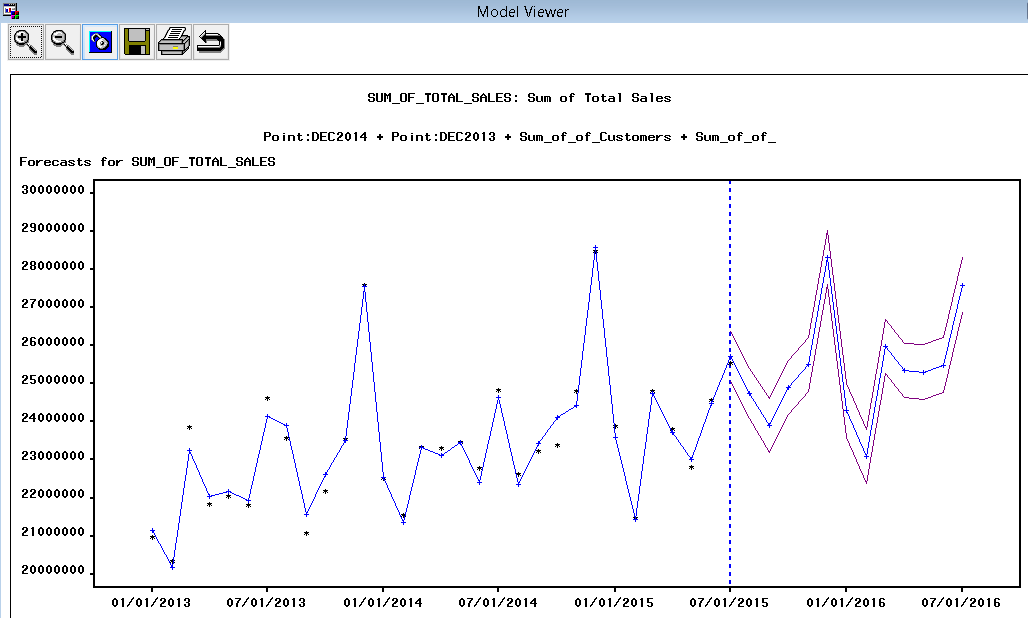 Model Viewer
SUM_OF_TOTAL_SALES: Sum of Total Sales
Point:DEC2014 + Point:DEC2013 + Sum_of_of_Customers + Sum_of_of_
Forecasts for SUM_OF_TOTAL_SALES
30000000
29000000
28000000
27000000
26000000
25000000
24000000
23000000
22000000
21000000
20000000
01/01/2013 07/01/2013 01/01/2014 07/01/2014 01/01/2015 07/01/2015 01/01/2016 07/01/2016